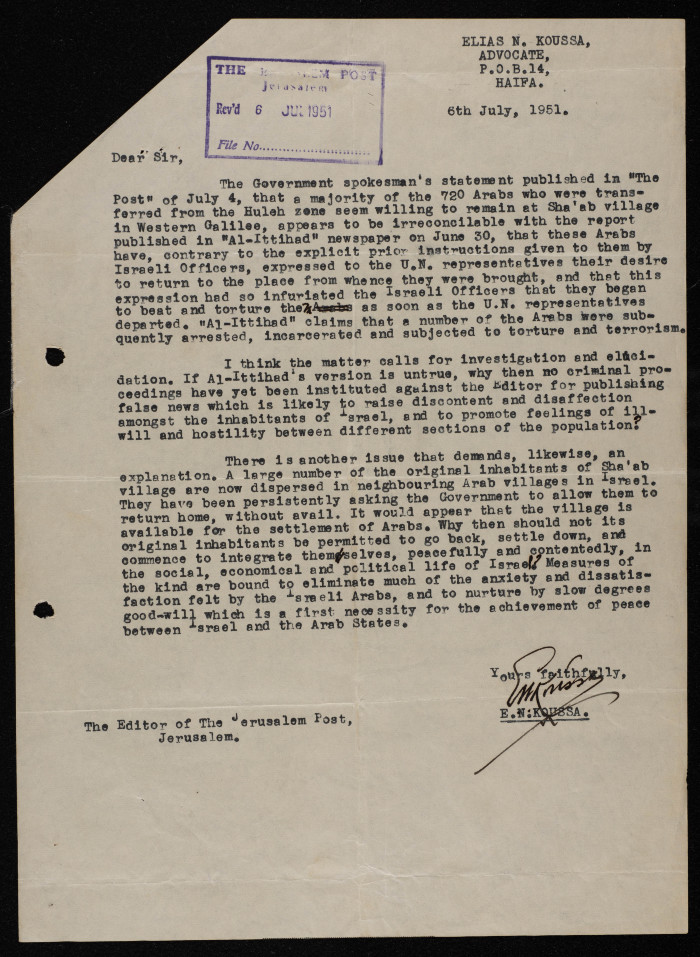 ELIAS N. KOUSSA,
ADVOCATE,
P.O.B.14,
HAIFA.
6th July, 1951.
THE JERUSALEM POST
Jerusalem
Rev'd 6 JUL 1951
File No..............................
Dear Sir,
The Government spokesman's statement published in "The
Post" of July 4, that a majority of the 720 Arabs who were trans-
ferred from the Huleh zone seem willing to remain at Sha'ab village
in Western Galilee, appears to be irreconcilable with the report
published in "Al-Ittihad" newspaper on June 30, that these Arabs
have, contrary to the explicit prior instructions given to them by
Israeli Officers, expressed to the U.N. representatives their desire
to return to the place from whence they were brought, and that this
expression had so infuriated the Israeli Officers that they began
to beat and torture the Arabs as soon as the U.N. representatives
departed. "Al-Ittihad" claims that a number of the Arabs were sub-
quently arrested, incarcerated and subjected to torture and terrorism.
I think the matter calls for investigation and eluci-
dation. If Al-Ittihad's version is untrue, why then no criminal pro-
ceedings have yet been instituted against the Editor for publishing
false news which is likely to raise discontent and disaffection
amongst the inhabitants of Israel, and to promote feelings of ill-
will and hostility between different sections of the population?
There is another issue that demands, likewise, an
explanation. A large number of the original inhabitants of Sha'ab
village are now dispersed in neighbouring Arab villages in Israel.
They have been persistently asking the Government to allow them to
return home, without avail. It would appear that the village is
available for the settlement of Arabs. Why then should not its
original inhabitants be permitted to go back, settle down, and
commence to integrate themselves, peacefully and contentedly, in
the social, economical and political life of Israel? Measures of
the kind are bound to eliminate much of the anxiety and dissatis-
faction felt by the Israeli Arabs, and to nurture by slow degrees
good-will which is a first necessity for the achievement of peace
between Israel and the Arab States.
Yours faithfully,
E.N.Koussa
E.N.KOUSSA.
The Editor of The Jerusalem Post,
Jerusalem.